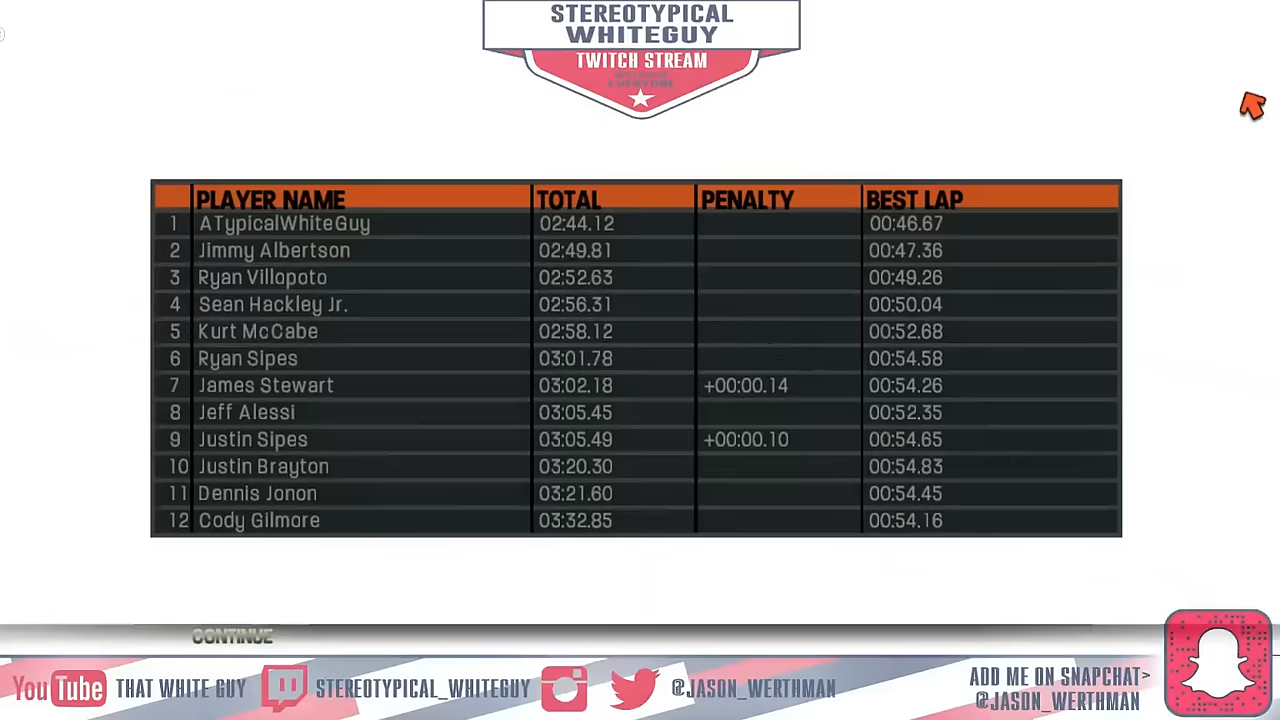 STEREOTYPICAL
WHITEGUY
TWITCH STREAM
PLAYER NAME TOTAL PENALTY BEST LAP
1 ATypicalWhiteGuy 02:44.12 00:46.67
2 Jimmy Albertson 02:49.81 00:47.36
3 Ryan Villopoto 02:52.63 00:49.26
4 Sean Hackley Jr. 02:56.31 00:50.04
5 Kurt McCabe 02:58.12 00:52.68
6 Ryan Sipes 03:01.78 00:54.58
7 James Stewart 03:02.18 +00:00.14 00:54.26
8 Jeff Alessi 03:05.45 00:52.35
9 Justin Sipes 03:05.49 +00:00.10 00:54.65
10 Justin Brayton 03:20.30 00:54.83
11 Dennis Jonon 03:21.60 00:54.45
12 Cody Gilmore 03:32.85 00:54.16
CONTINUE
YouTube THAT WHITE GUY STEREOTYPICAL_WHITEGUY @JASON_WERTHMAN
ADD ME ON SNAPCHAT>
@JASON_WERTHMAN